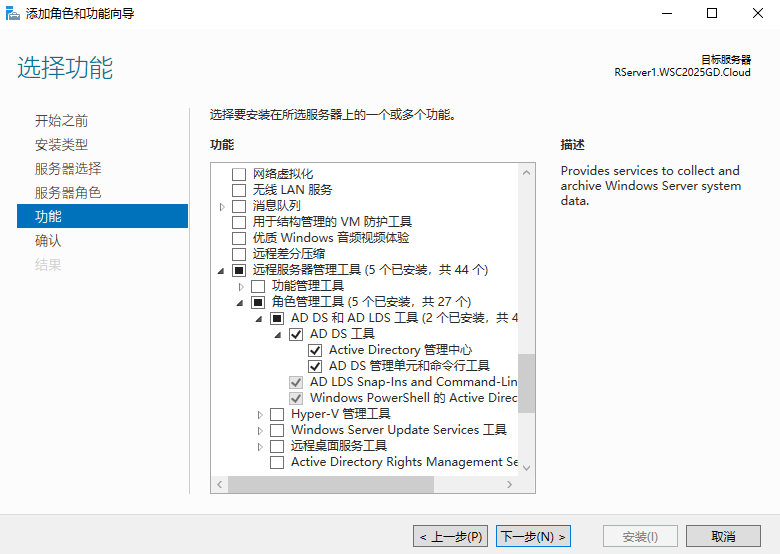 添加角色和功能向导
选择功能
目标服务器
RServer1.WSC2025GD.Cloud
开始之前
安装类型
服务器选择
服务器角色
功能
确认
结果
选择要安装在所选服务器上的一个或多个功能。
功能
网络虚拟化
无线 LAN 服务
消息队列
用于结构管理的 VM 防护工具
优质 Windows 音频视频体验
远程差分压缩
远程服务器管理工具 (5 个已安装，共 44 个)
功能管理工具
角色管理工具 (5 个已安装，共 27 个)
AD DS 和 AD LDS 工具 (2 个已安装，共 4
AD DS 工具
Active Directory 管理中心
AD DS 管理单元和命令行工具
AD LDS Snap-Ins and Command-Lin
Windows PowerShell 的 Active Direc
Hyper-V 管理工具
Windows Server Update Services 工具
远程桌面服务工具
Active Directory Rights Management Se
描述
Provides services to collect and
archive Windows Server system
data.
< 上一步(P)
下一步(N) >
安装(I)
取消